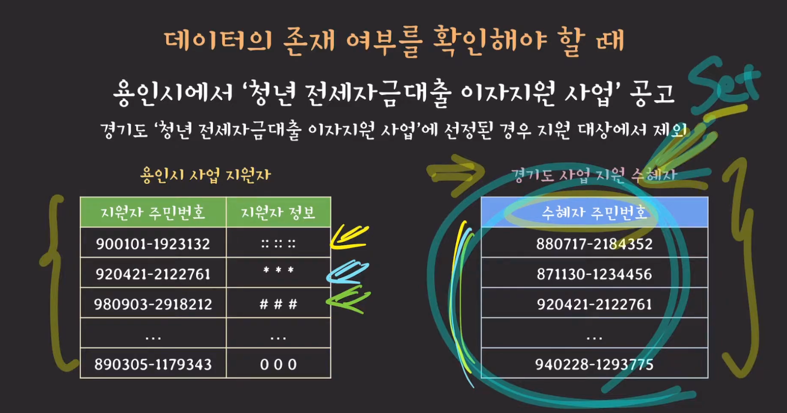 데이터의 존재 여부를 확인해야 할 때
용인시에서 '청년 전세자금대출 이자지원 사업' 공고
Set
경기도 '청년 전세자금대출 이자지원 사업'에 선정된 경우 지원 대상에서 제외
용인시 사업 지원자
지원자 주민번호 지원자 정보
900101-1923132 :: :: ::
920421-2122761 * * *
980903-2918212 # # #
... ...
890305-1179343 0 0 0
경기도 사업 지원 수혜자
수혜자 주민번호
880717-2184352
871130-1234456
920421-2122761
...
940228-1293775